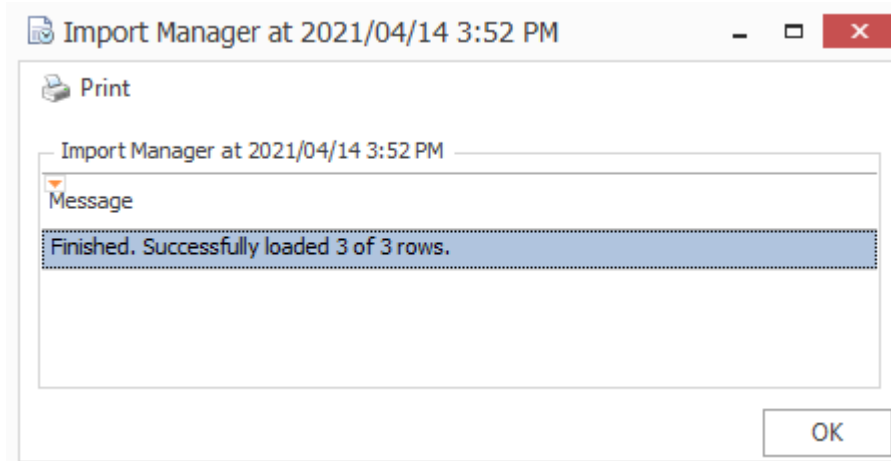 Import Manager at 2021/04/14 3:52 PM
Print
Import Manager at 2021/04/14 3:52 PM
Message
Finished. Successfully loaded 3 of 3 rows.
OK